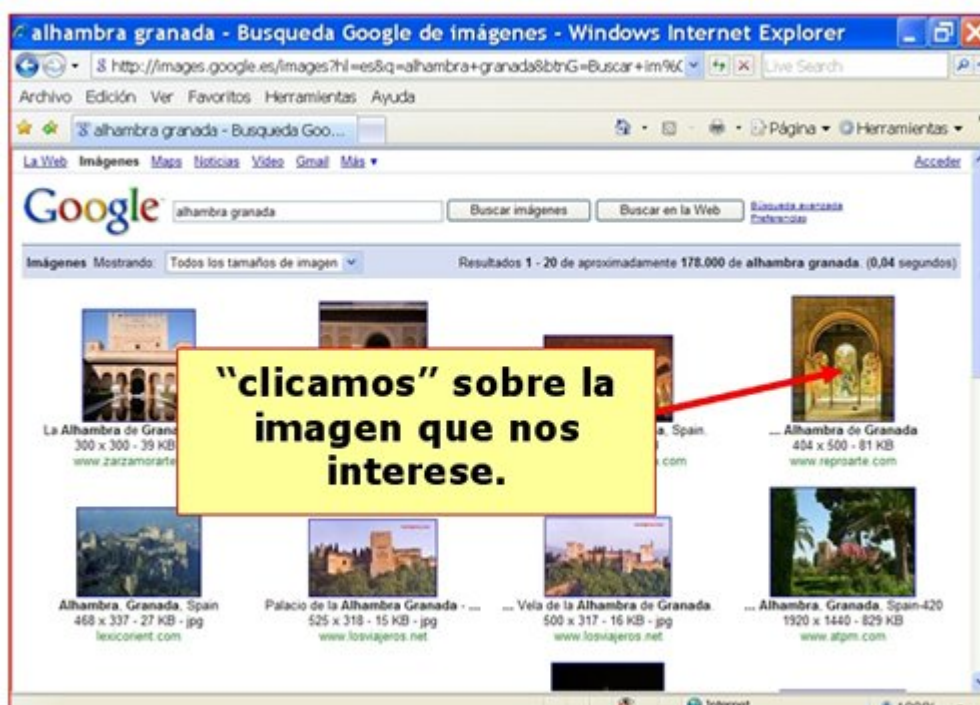 alhambra granada - Busqueda Google de imágenes - Windows Internet Explorer
http://images.google.es/images?hl=es&q=alhambra+granada&btnG=Buscar+im%C
Live Search
Archivo Edición Ver Favoritos Herramientas Ayuda
alhambra granada - Busqueda Goo...
Página Herramientas
La Web Imágenes Maps Noticias Vídeo Gmail Más
Acceder
Google
alhambra granada
Buscar imágenes
Buscar en la Web
Búsqueda avanzada
Preferencias
Imágenes Mostrando: Todos los tamaños de imagen
Resultados 1 - 20 de aproximadamente 178.000 de alhambra granada. (0,04 segundos)
"clicamos" sobre la
imagen que nos
interese.
La Alhambra de
300 x 300 - 39 KB
, Spain.
.com
... Alhambra de Granada
404 x 500 - 81 KB
www.reproarte.com
Alhambra, Granada, Spain
468 x 337 - 27 KB - jpg
lexicorient.com
Palacio de la Alhambra Granada - ...
525 x 318 - 15 KB - jpg
www.losviajeros.net
... Vela de la Alhambra de Granada.
500 x 317 - 16 KB - jpg
www.losviajeros.net
... Alhambra, Granada, Spain-420
1920 x 1440 - 829 KB
www.atpm.com
Internet